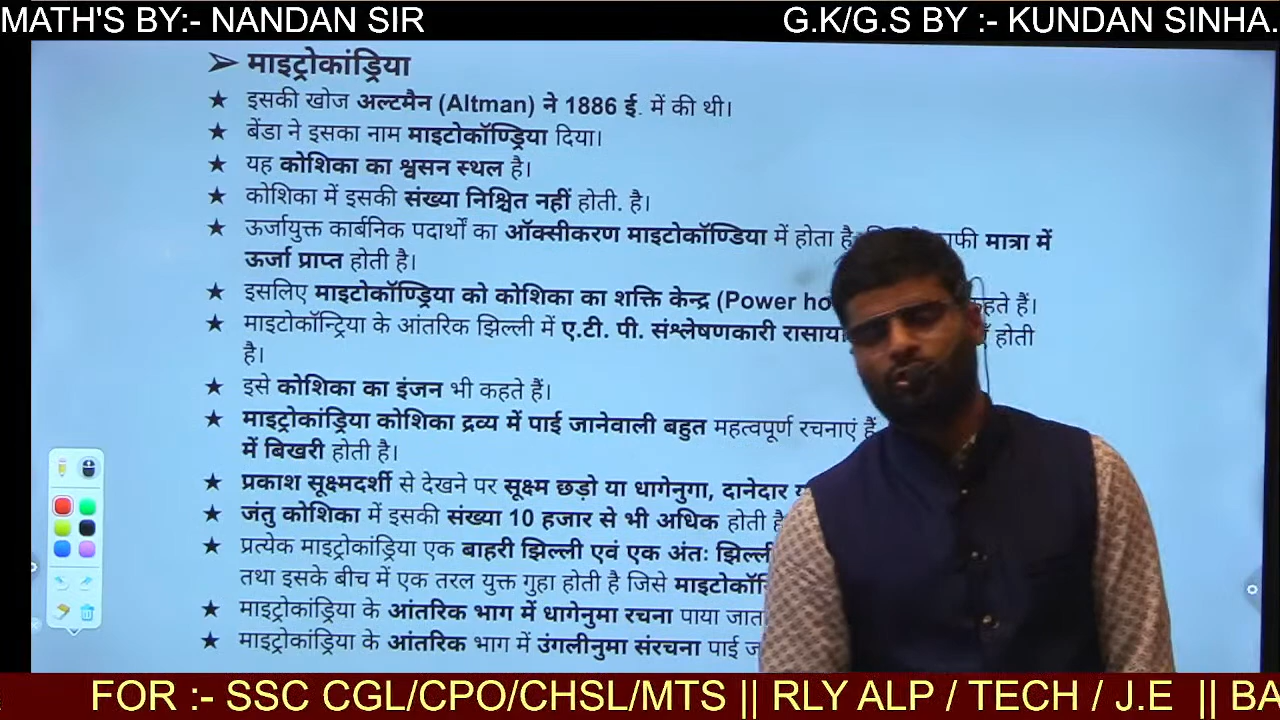 MATH'S BY:- NANDAN SIR
G.K/G.S BY :- KUNDAN SINHA.
➢ माइट्रोकांड्रिया
★ इसकी खोज अल्टमैन (Altman) ने 1886 ई. में की थी।
★ बेंडा ने इसका नाम माइटोकॉण्ड्रिया दिया।
★ यह कोशिका का श्वसन स्थल है।
★ कोशिका में इसकी संख्या निश्चित नहीं होती. है।
★ ऊर्जायुक्त कार्बनिक पदार्थों का ऑक्सीकरण माइटोकॉण्डिया में होता है मात्रा में
ऊर्जा प्राप्त होती है।
★ इसलिए माइटोकॉण्ड्रिया को कोशिका का शक्ति केन्द्र (Power हैं।
★ माइटोकॉन्ट्रिया के आंतरिक झिल्ली में ए.टी. पी. संश्लेषणकारी होती
है।
★ इसे कोशिका का इंजन भी कहते हैं।
★ माइट्रोकांड्रिया कोशिका द्रव्य में पाई जानेवाली बहुत महत्वपूर्ण रचनाएं हैं
में बिखरी होती है।
★ प्रकाश सूक्ष्मदर्शी से देखने पर सूक्ष्म छड़ो या धागेनुगा, दानेदार
★ जंतु कोशिका में इसकी संख्या 10 हजार से भी अधिक होती
★ प्रत्येक माइट्रोकांड्रिया एक बाहरी झिल्ली एवं एक अंतः झिल्ली
तथा इसके बीच में एक तरल युक्त गुहा होती है जिसे
★ माइट्रोकांड्रिया के आंतरिक भाग में धागेनुमा रचना पाया
★ माइट्रोकांड्रिया के आंतरिक भाग में उंगलीनुमा संरचना पाई
FOR :- SSC CGL/CPO/CHSL/MTS || RLY ALP / TECH / J.E || BA